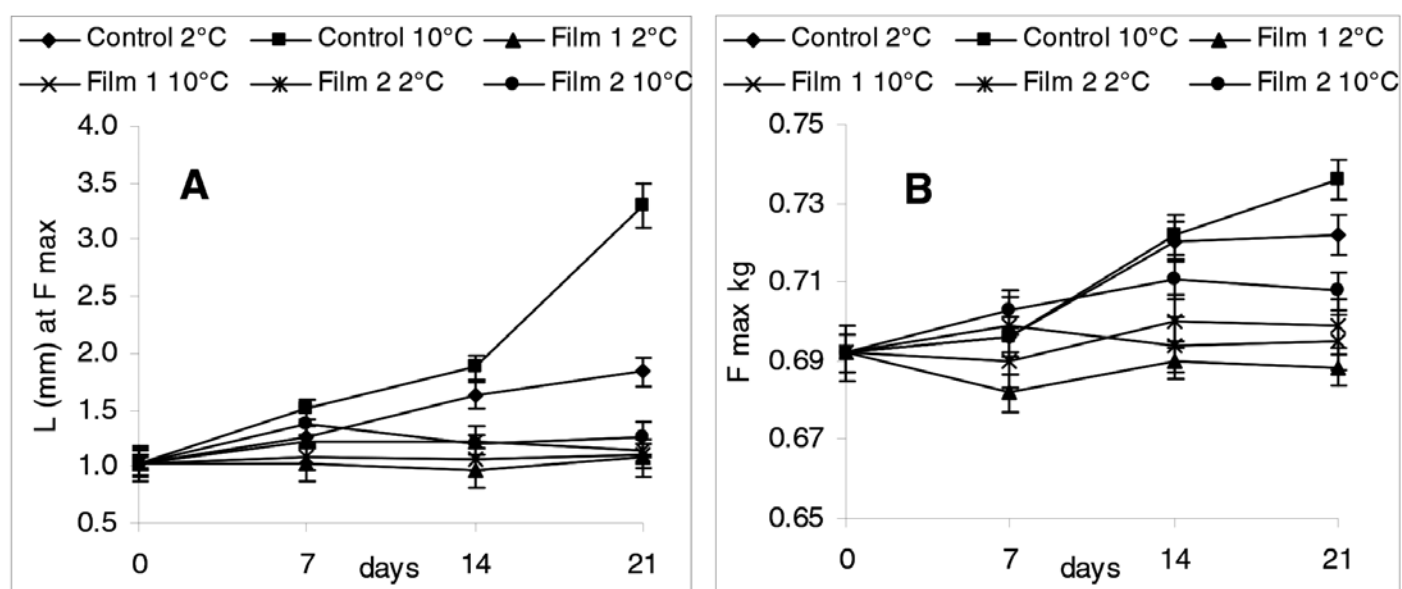 Control 2°C Control 10°C Film 1 2°C
Film 1 10°C Film 2 2°C Film 2 10°C
4.0
3.5
3.0
2.5
2.0
1.5
1.0
0.5
L (mm) at F max
A
0 7 14 21
days
Control 2°C Control 10°C Film 1 2°C
Film 1 10°C Film 2 2°C Film 2 10°C
0.75
0.73
0.71
0.69
0.67
0.65
F max kg
B
0 7 14 21
days